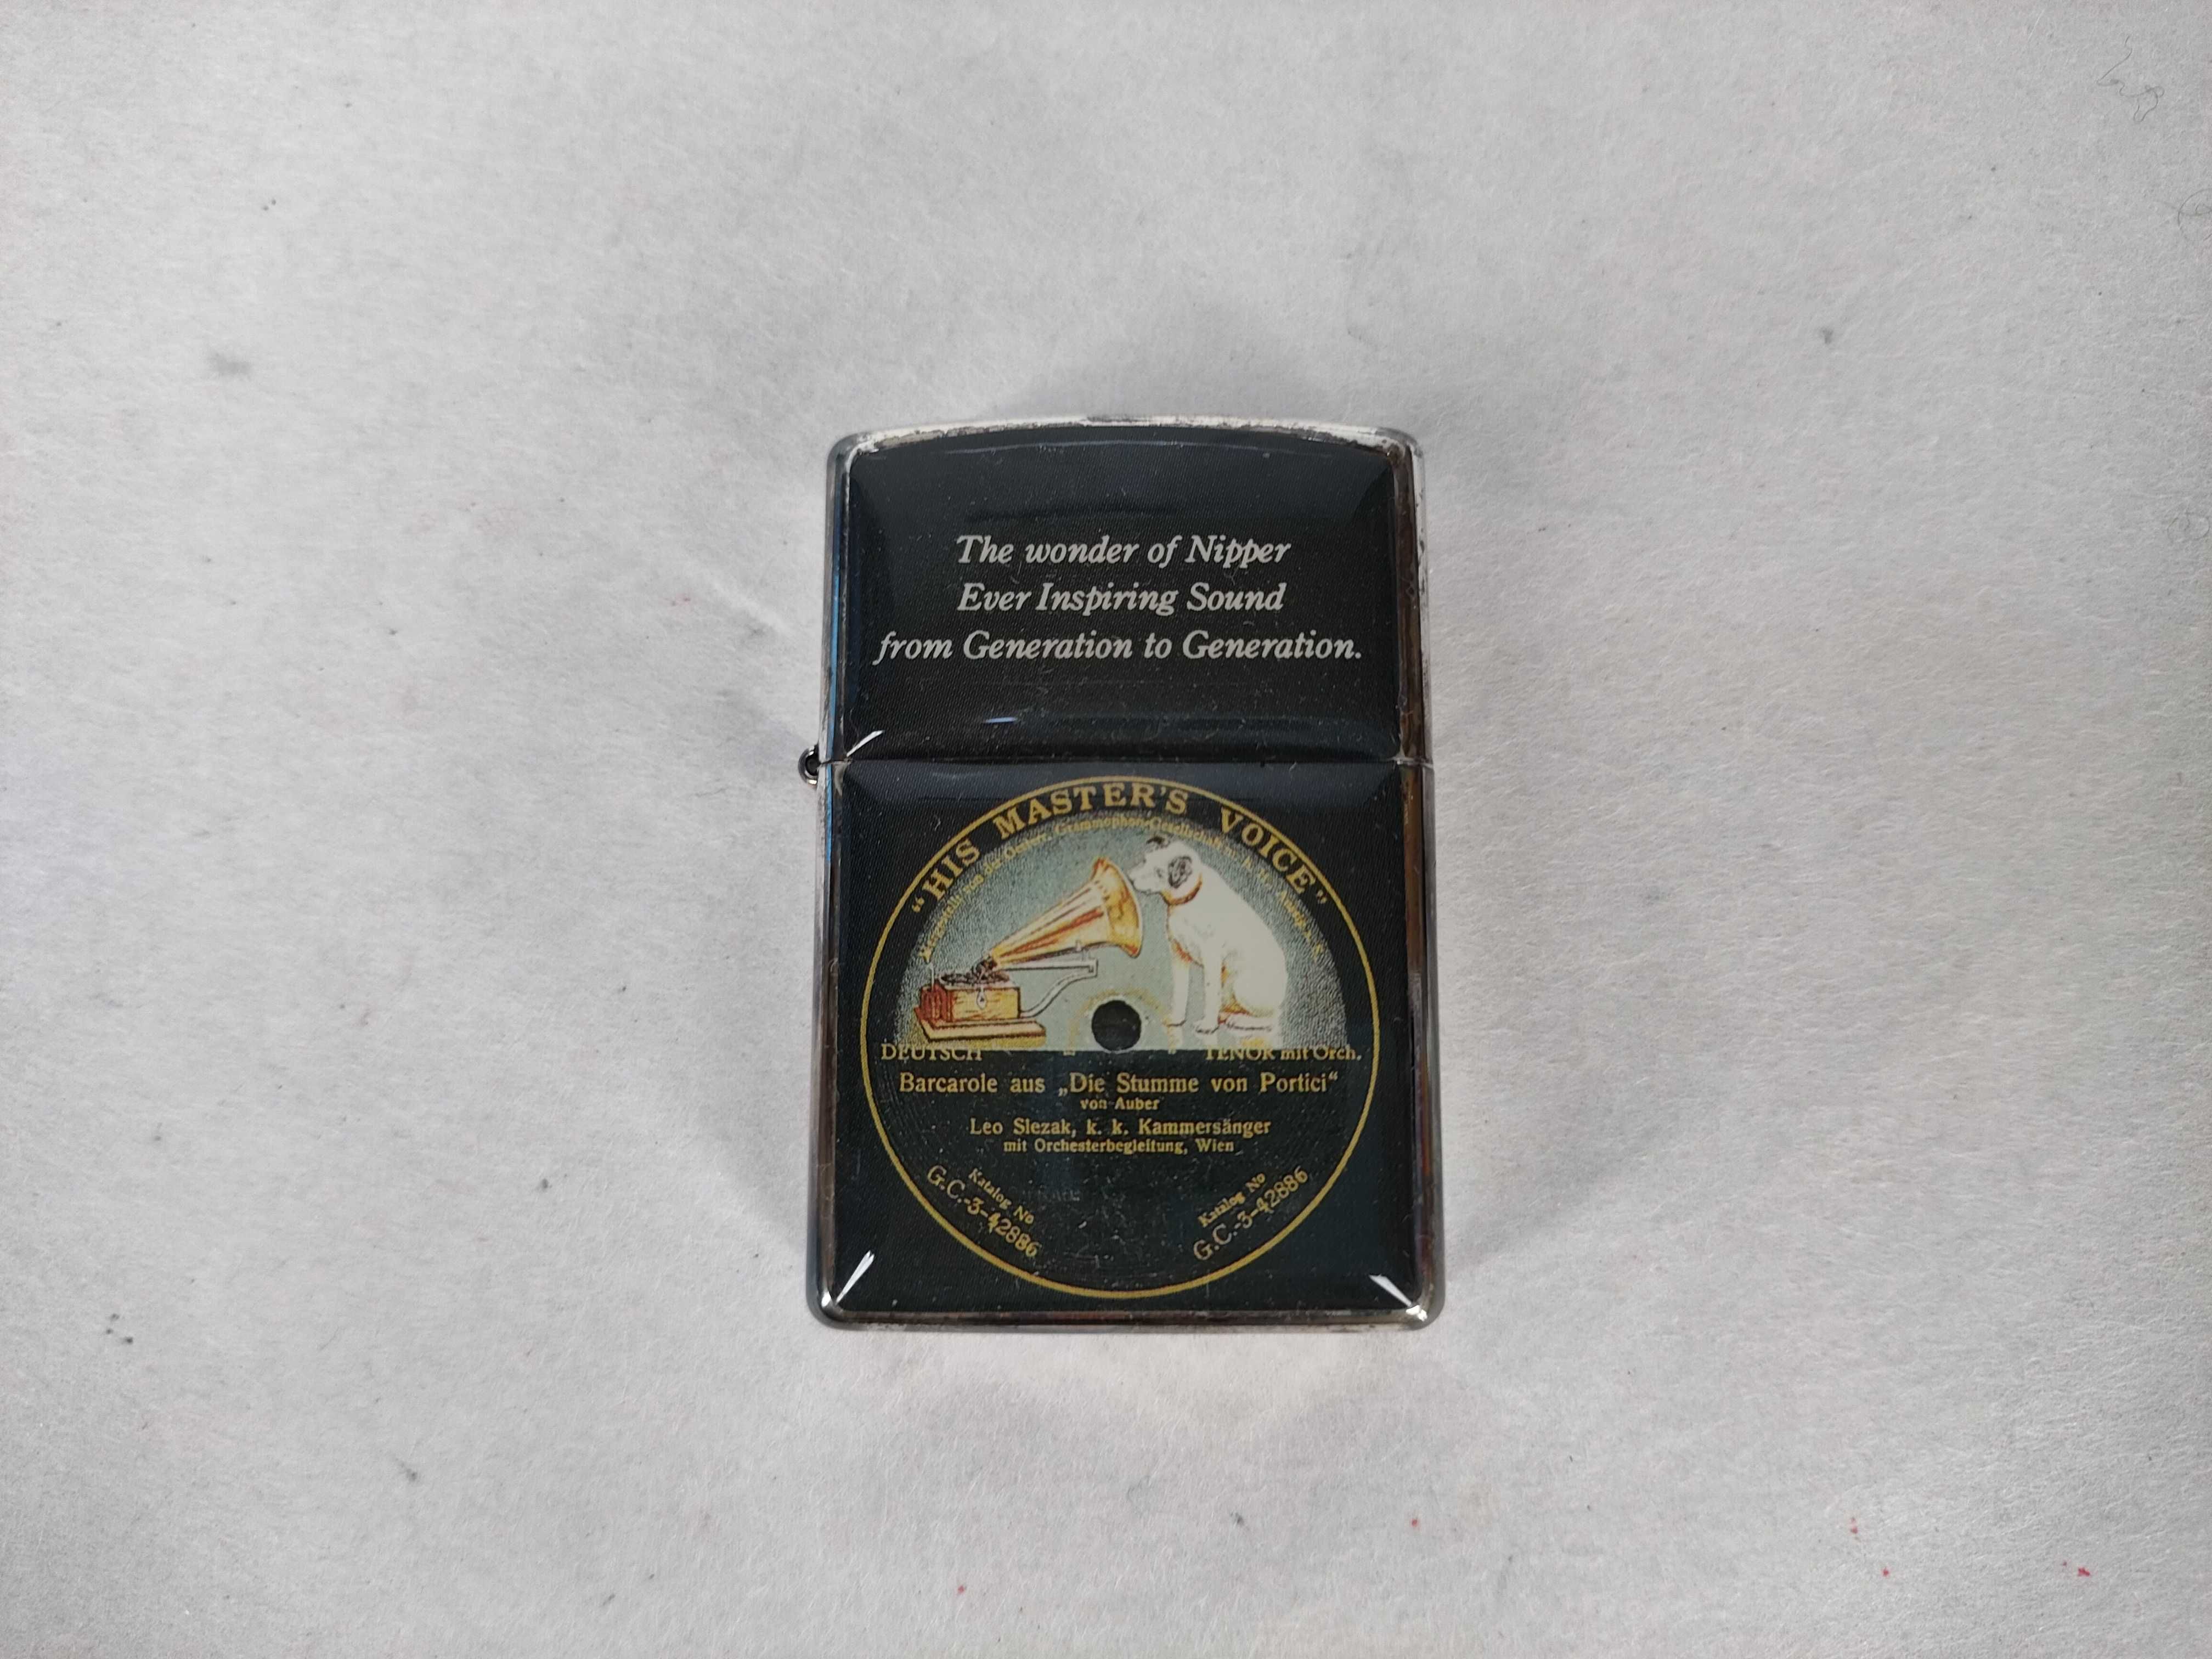 The wonder of Nipper
Ever Inspiring Sound
from Generation to Generation.
“HIS MASTER'S VOICE”
DEUTSCH
TENOR mit Orch.
Barcarole aus „Die Stumme von Portici“
von Auber
Leo Slezak, k. k. Kammersänger
mit Orchesterbegleitung, Wien
Katalog No
G.C.-3-42886
Katalog No
G.C.-3-42886